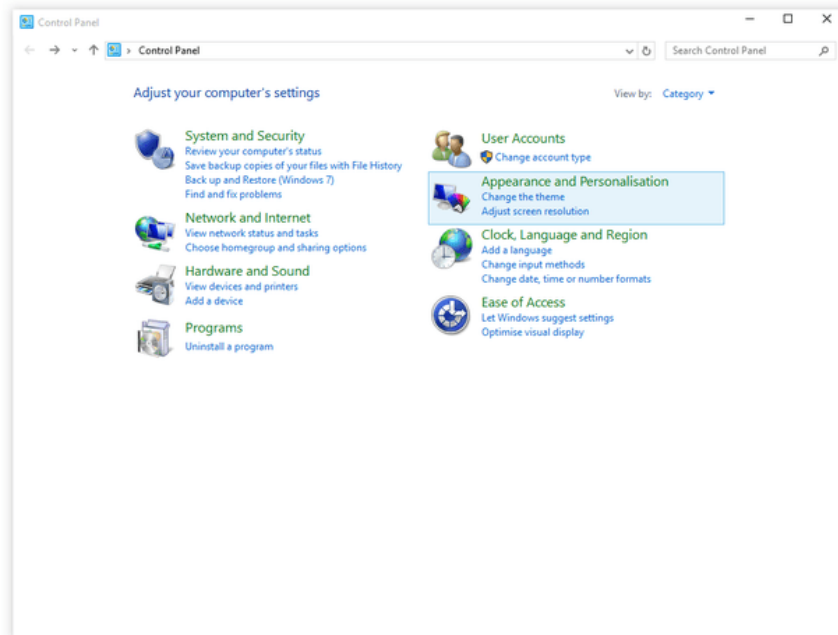 Control Panel
Control Panel
Search Control Panel
Adjust your computer's settings
View by: Category
System and Security
Review your computer's status
Save backup copies of your files with File History
Back up and Restore (Windows 7)
Find and fix problems
Network and Internet
View network status and tasks
Choose homegroup and sharing options
Hardware and Sound
View devices and printers
Add a device
Programs
Uninstall a program
User Accounts
Change account type
Appearance and Personalisation
Change the theme
Adjust screen resolution
Clock, Language and Region
Add a language
Change input methods
Change date, time or number formats
Ease of Access
Let Windows suggest settings
Optimise visual display